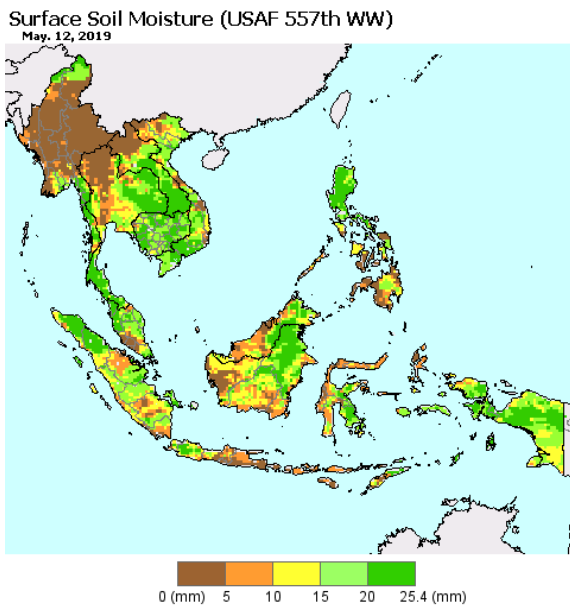 Surface Soil Moisture (USAF 557th WW)
May. 12, 2019
0 (mm) 5 10 15 20 25.4 (mm)